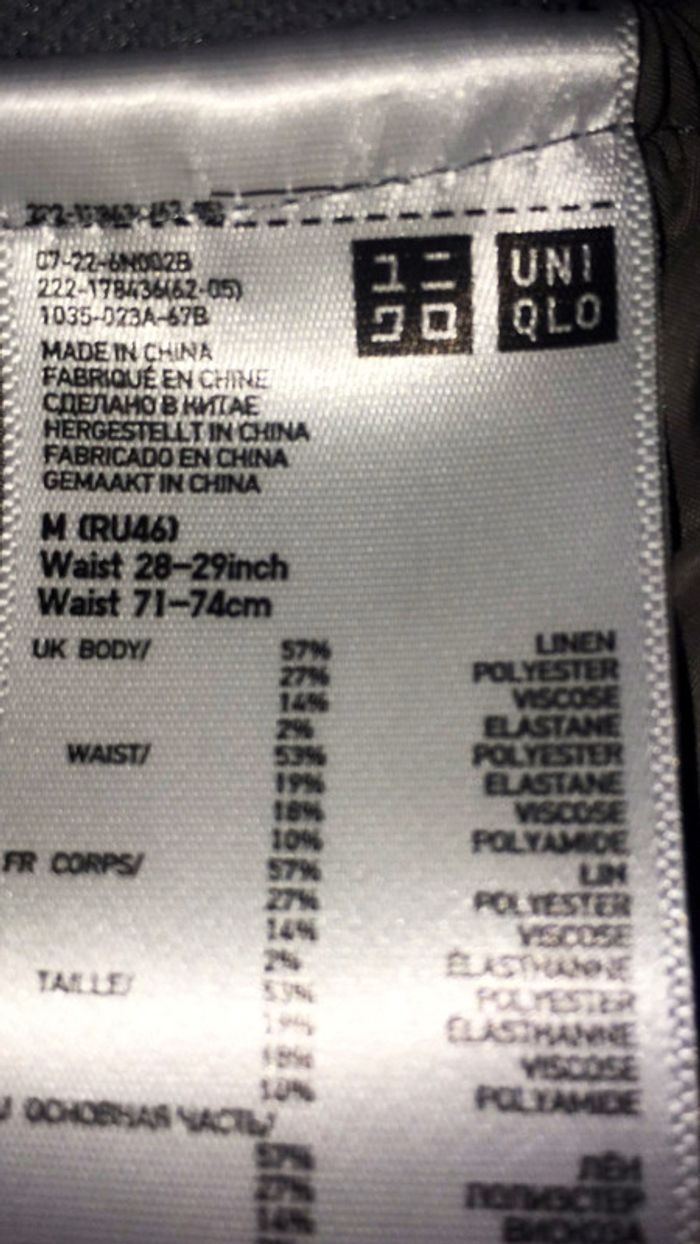 07-22-6N002B
222-178436(62-05)
1035-023A-67B
ユニ
クロ
UNI
QLO
MADE IN CHINA
FABRIQUÉ EN CHINE
СДЕЛАНО В КИТАЕ
HERGESTELLT IN CHINA
FABRICADO EN CHINA
GEMAAKT IN CHINA
M (RU46)
Waist 28-29inch
Waist 71-74cm
UK BODY/ 57% LINEN
27% POLYESTER
14% VISCOSE
2% ELASTANE
WAIST/ 53% POLYESTER
19% ELASTANE
18% VISCOSE
10% POLYAMIDE
FR CORPS/ 57% LIN
27% POLYESTER
14% VISCOSE
2% ÉLASTHANNE
TAILLE/ 53% POLYESTER
19% ÉLASTHANNE
18% VISCOSE
10% POLYAMIDE
ОСНОВНАЯ ЧАСТЬ/
57% ЛЁН
27% ПОЛИЭСТЕР
14% ВИСКОЗА